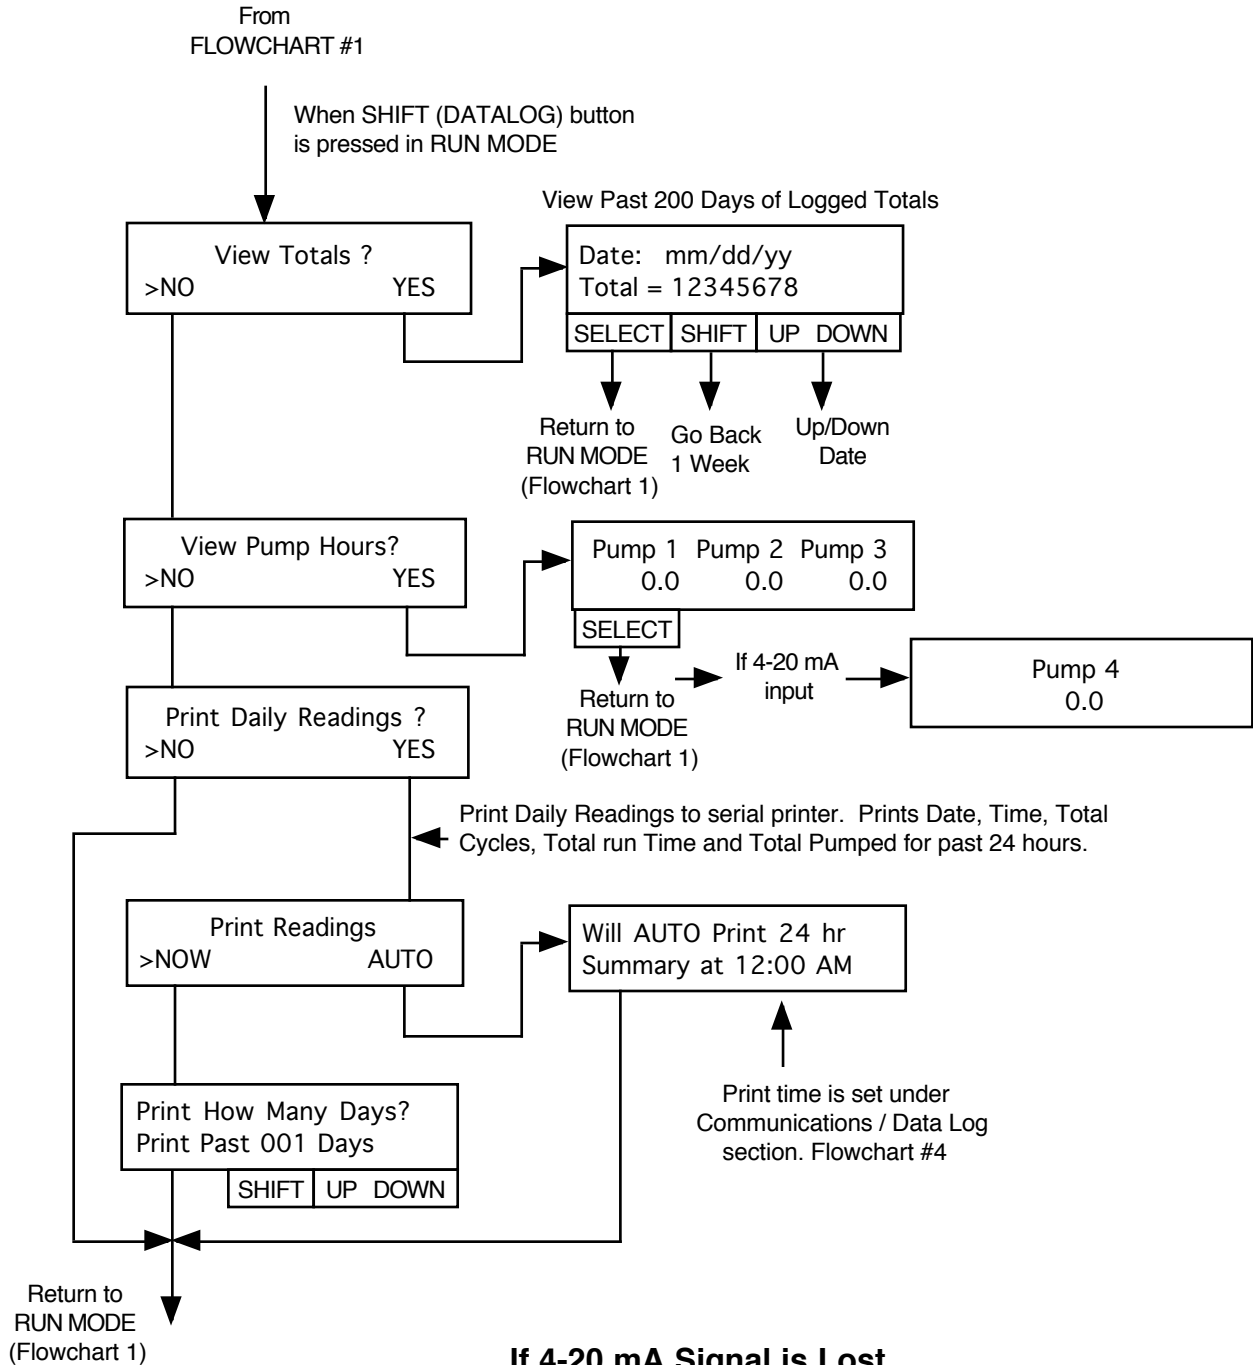 From
FLOWCHART #1
When SHIFT (DATALOG) button
is pressed in RUN MODE
View Past 200 Days of Logged Totals
View Totals ?
>NO YES
Date: mm/dd/yy
Total = 12345678
SELECT SHIFT UP DOWN
Return to
RUN MODE
(Flowchart 1)
Go Back
1 Week
Up/Down
Date
View Pump Hours?
>NO YES
Pump 1 Pump 2 Pump 3
0.0 0.0 0.0
SELECT
Return to
RUN MODE
(Flowchart 1)
If 4-20 mA
input
Pump 4
0.0
Print Daily Readings ?
>NO YES
Print Daily Readings to serial printer. Prints Date, Time, Total
Cycles, Total run Time and Total Pumped for past 24 hours.
Print Readings
>NOW AUTO
Will AUTO Print 24 hr
Summary at 12:00 AM
Print time is set under
Communications / Data Log
section. Flowchart #4
Print How Many Days?
Print Past 001 Days
SHIFT UP DOWN
Return to
RUN MODE
(Flowchart 1)
If 4-20 mA Signal is Lost